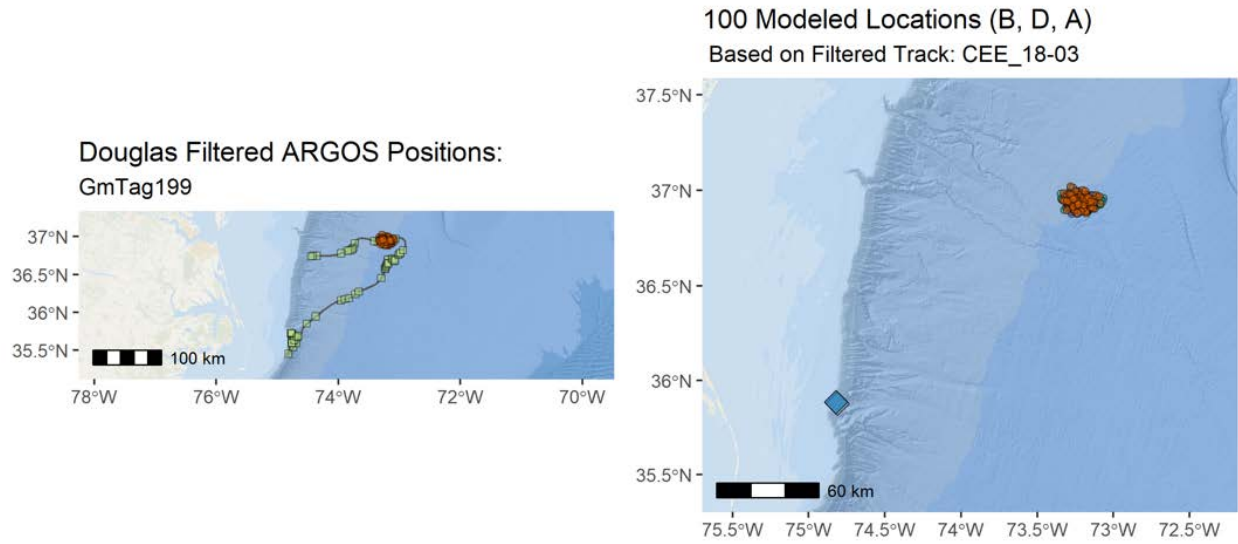 Douglas Filtered ARGOS Positions:
GmTag199
37°N
36.5°N
36°N
35.5°N
100 km
78°W 76°W 74°W 72°W 70°W
100 Modeled Locations (B, D, A)
Based on Filtered Track: CEE_18-03
37.5°N
37°N
36.5°N
36°N
35.5°N
60 km
75.5°W 75°W 74.5°W 74°W 73.5°W 73°W 72.5°W